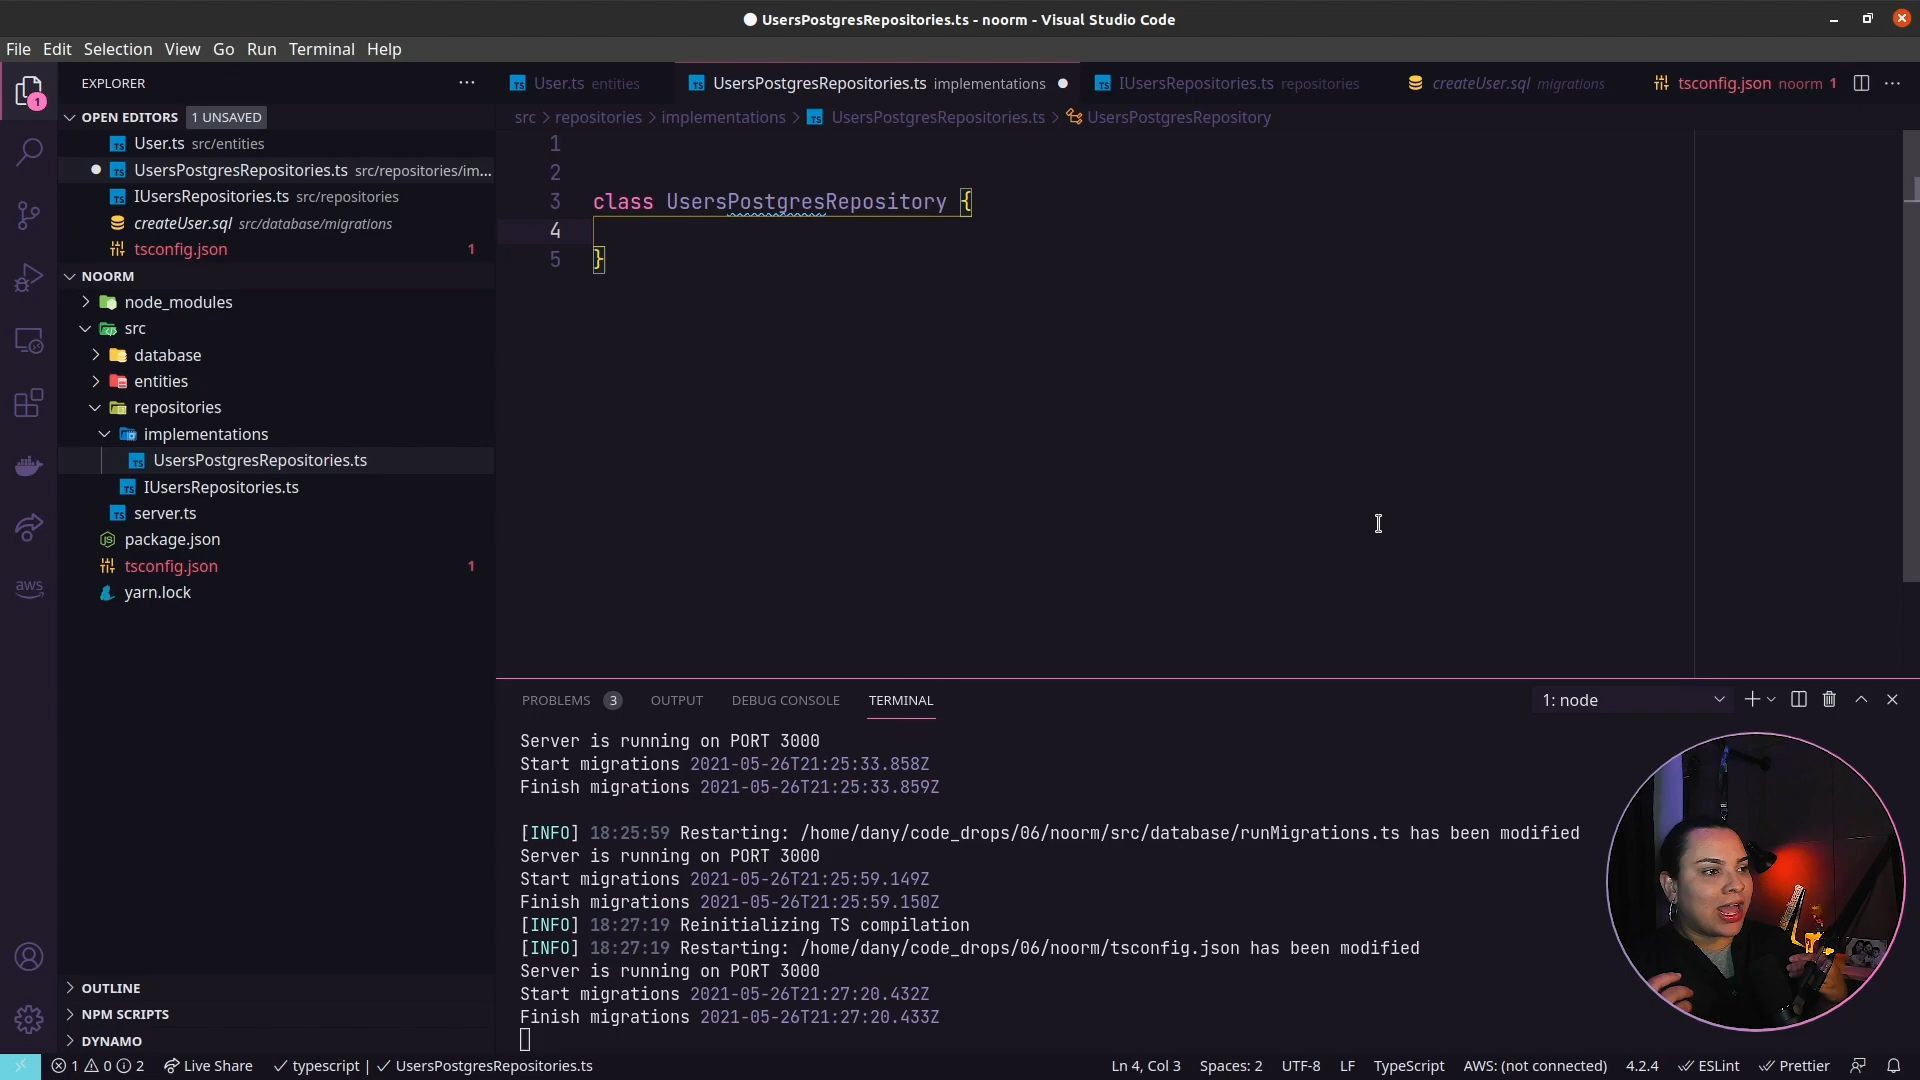 UsersPostgresRepositories.ts - noorm - Visual Studio Code
File Edit Selection View Go Run Terminal Help
1
EXPLORER
OPEN EDITORS 1 UNSAVED
User.ts src/entities
UsersPostgresRepositories.ts src/repositories/im...
IUsersRepositories.ts src/repositories
createUser.sql src/database/migrations
tsconfig.json 1
NOORM
node_modules
src
database
entities
repositories
implementations
UsersPostgresRepositories.ts
IUsersRepositories.ts
server.ts
package.json
tsconfig.json 1
yarn.lock
OUTLINE
NPM SCRIPTS
DYNAMO
aws
User.ts entities UsersPostgresRepositories.ts implementations IUsersRepositories.ts repositories createUser.sql migrations tsconfig.json noorm 1
src > repositories > implementations > UsersPostgresRepositories.ts > UsersPostgresRepository
1
2
3 class UsersPostgresRepository {
4
5 }
PROBLEMS 3 OUTPUT DEBUG CONSOLE TERMINAL 1: node
Server is running on PORT 3000
Start migrations 2021-05-26T21:25:33.858Z
Finish migrations 2021-05-26T21:25:33.859Z
[INFO] 18:25:59 Restarting: /home/dany/code_drops/06/noorm/src/database/runMigrations.ts has been modified
Server is running on PORT 3000
Start migrations 2021-05-26T21:25:59.149Z
Finish migrations 2021-05-26T21:25:59.150Z
[INFO] 18:27:19 Reinitializing TS compilation
[INFO] 18:27:19 Restarting: /home/dany/code_drops/06/noorm/tsconfig.json has been modified
Server is running on PORT 3000
Start migrations 2021-05-26T21:27:20.432Z
Finish migrations 2021-05-26T21:27:20.433Z
1 0 2 Live Share typescript | UsersPostgresRepositories.ts Ln 4, Col 3 Spaces: 2 UTF-8 LF TypeScript AWS: (not connected) 4.2.4 ESLint Prettier